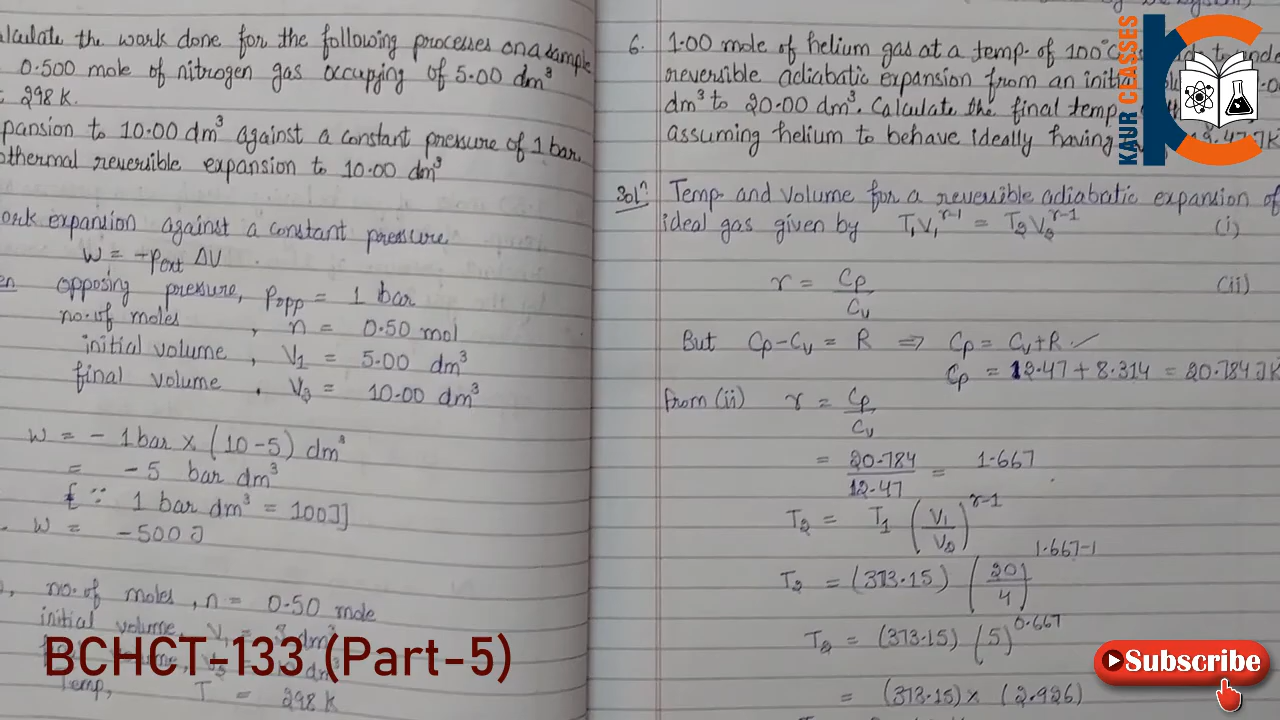 lculate the work done for the following processes on a sample
0.500 mole of nitrogen gas occupying of 5.00 dm³
298 K.
pansion to 10.00 dm³ against a constant pressure of 1 bar.
othermal reversible expansion to 10.00 dm³
ork expansion against a constant pressure
W = -Pext ΔV
en opposing pressure, Popp = 1 bar
no. of moles , n = 0.50 mol
initial volume , V₁ = 5.00 dm³
final volume , V₂ = 10.00 dm³
W = - 1 bar × (10-5) dm³
= -5 bar dm³
{∵ 1 bar dm³ = 100J}
W = -500 J
no. of moles, n = 0.50 mole
initial volume, V₁ = dm³
Temp, T = 298 K
6. 1.00 mole of helium gas at a temp. of 100°C
reversible adiabatic expansion from an initial
dm³ to 20.00 dm³. Calculate the final temp
assuming helium to behave ideally having 12.47 JK
Solⁿ Temp. and Volume for a reversible adiabatic expansion of
ideal gas given by T₁V₁^r-1 = T₂V₂^r-1 (i)
r = Cp/Cv (ii)
But Cp-Cv = R ⇒ Cp = Cv+R ✓
Cp = 12.47 + 8.314 = 20.784 JK
from (ii) r = Cp/Cv
= 20.784/12.47 = 1.667
T₂ = T₁ (V₁/V₂)^r-1
T₂ = (373.15) (20/4)^1.667-1
T₂ = (373.15) (5)^0.667
= (373.15) × (2.926)
KAUR CLASSES
BCHCT-133 (Part-5)
Subscribe